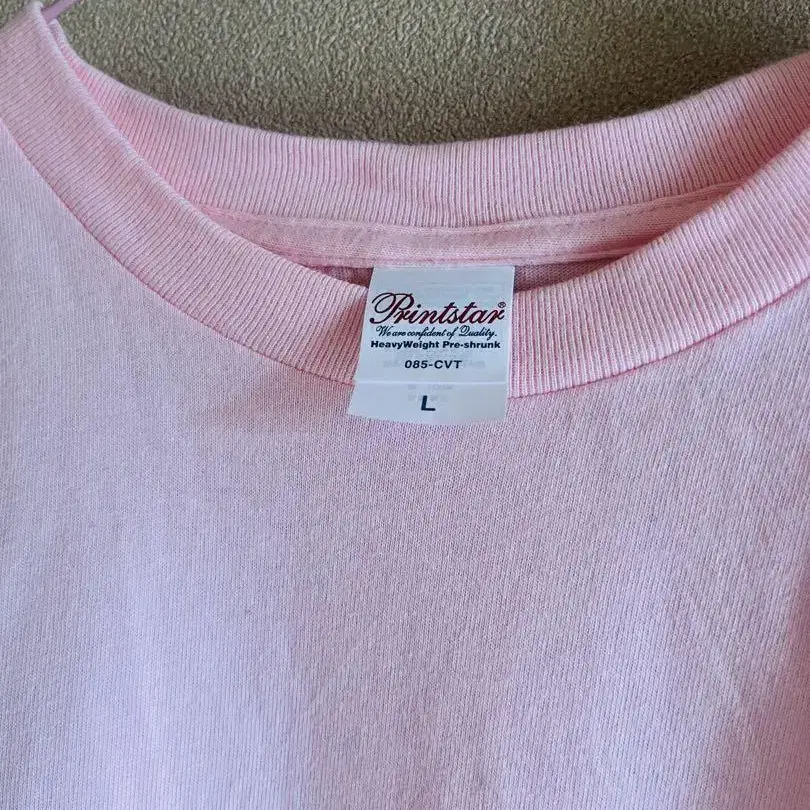 Printstar®
We are confident of Quality.
HeavyWeight Pre-shrunk
085-CVT
L